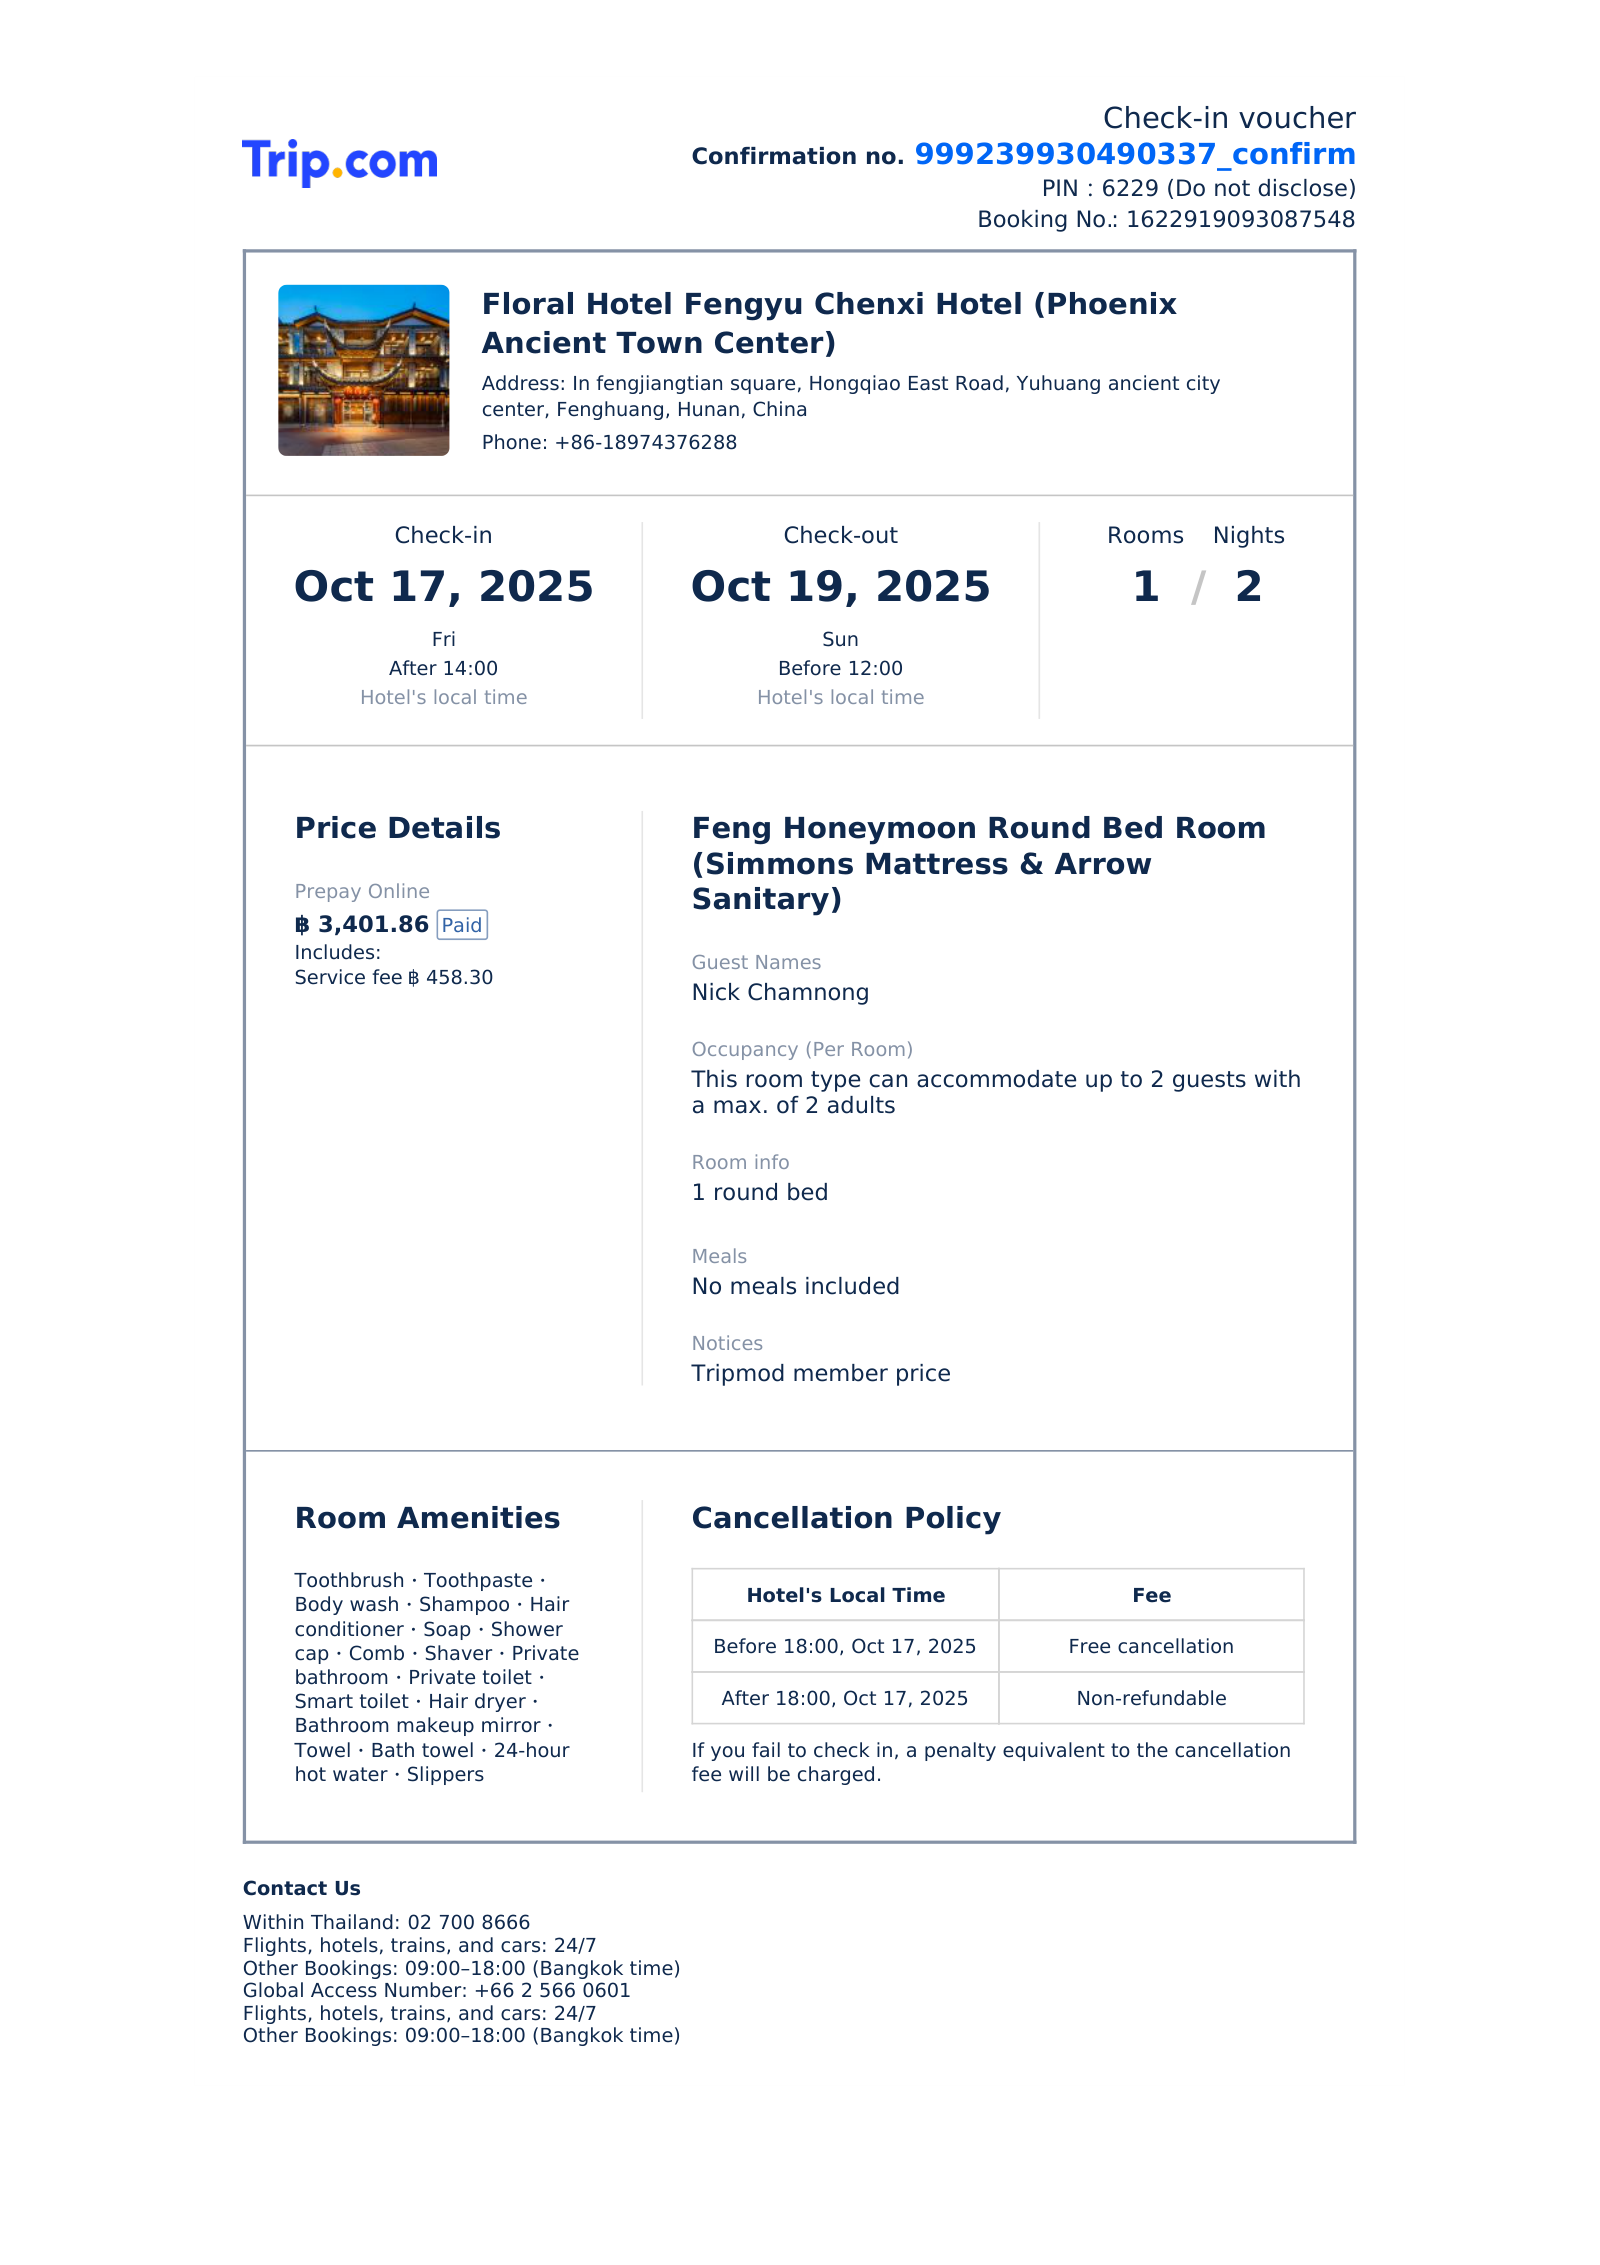 Trip.com
Check-in voucher
Confirmation no. 999239930490337_confirm
PIN : 6229 (Do not disclose)
Booking No.: 1622919093087548
Floral Hotel Fengyu Chenxi Hotel (Phoenix
Ancient Town Center)
Address: In fengjiangtian square, Hongqiao East Road, Yuhuang ancient city
center, Fenghuang, Hunan, China
Phone: +86-18974376288
Check-in
Oct 17, 2025
Fri
After 14:00
Hotel's local time
Check-out
Oct 19, 2025
Sun
Before 12:00
Hotel's local time
Rooms Nights
1 / 2
Price Details
Prepay Online
฿ 3,401.86 Paid
Includes:
Service fee ฿ 458.30
Feng Honeymoon Round Bed Room
(Simmons Mattress & Arrow
Sanitary)
Guest Names
Nick Chamnong
Occupancy (Per Room)
This room type can accommodate up to 2 guests with
a max. of 2 adults
Room info
1 round bed
Meals
No meals included
Notices
Tripmod member price
Room Amenities
Toothbrush · Toothpaste ·
Body wash · Shampoo · Hair
conditioner · Soap · Shower
cap · Comb · Shaver · Private
bathroom · Private toilet ·
Smart toilet · Hair dryer ·
Bathroom makeup mirror ·
Towel · Bath towel · 24-hour
hot water · Slippers
Cancellation Policy
Hotel's Local Time Fee
Before 18:00, Oct 17, 2025 Free cancellation
After 18:00, Oct 17, 2025 Non-refundable
If you fail to check in, a penalty equivalent to the cancellation
fee will be charged.
Contact Us
Within Thailand: 02 700 8666
Flights, hotels, trains, and cars: 24/7
Other Bookings: 09:00–18:00 (Bangkok time)
Global Access Number: +66 2 566 0601
Flights, hotels, trains, and cars: 24/7
Other Bookings: 09:00–18:00 (Bangkok time)